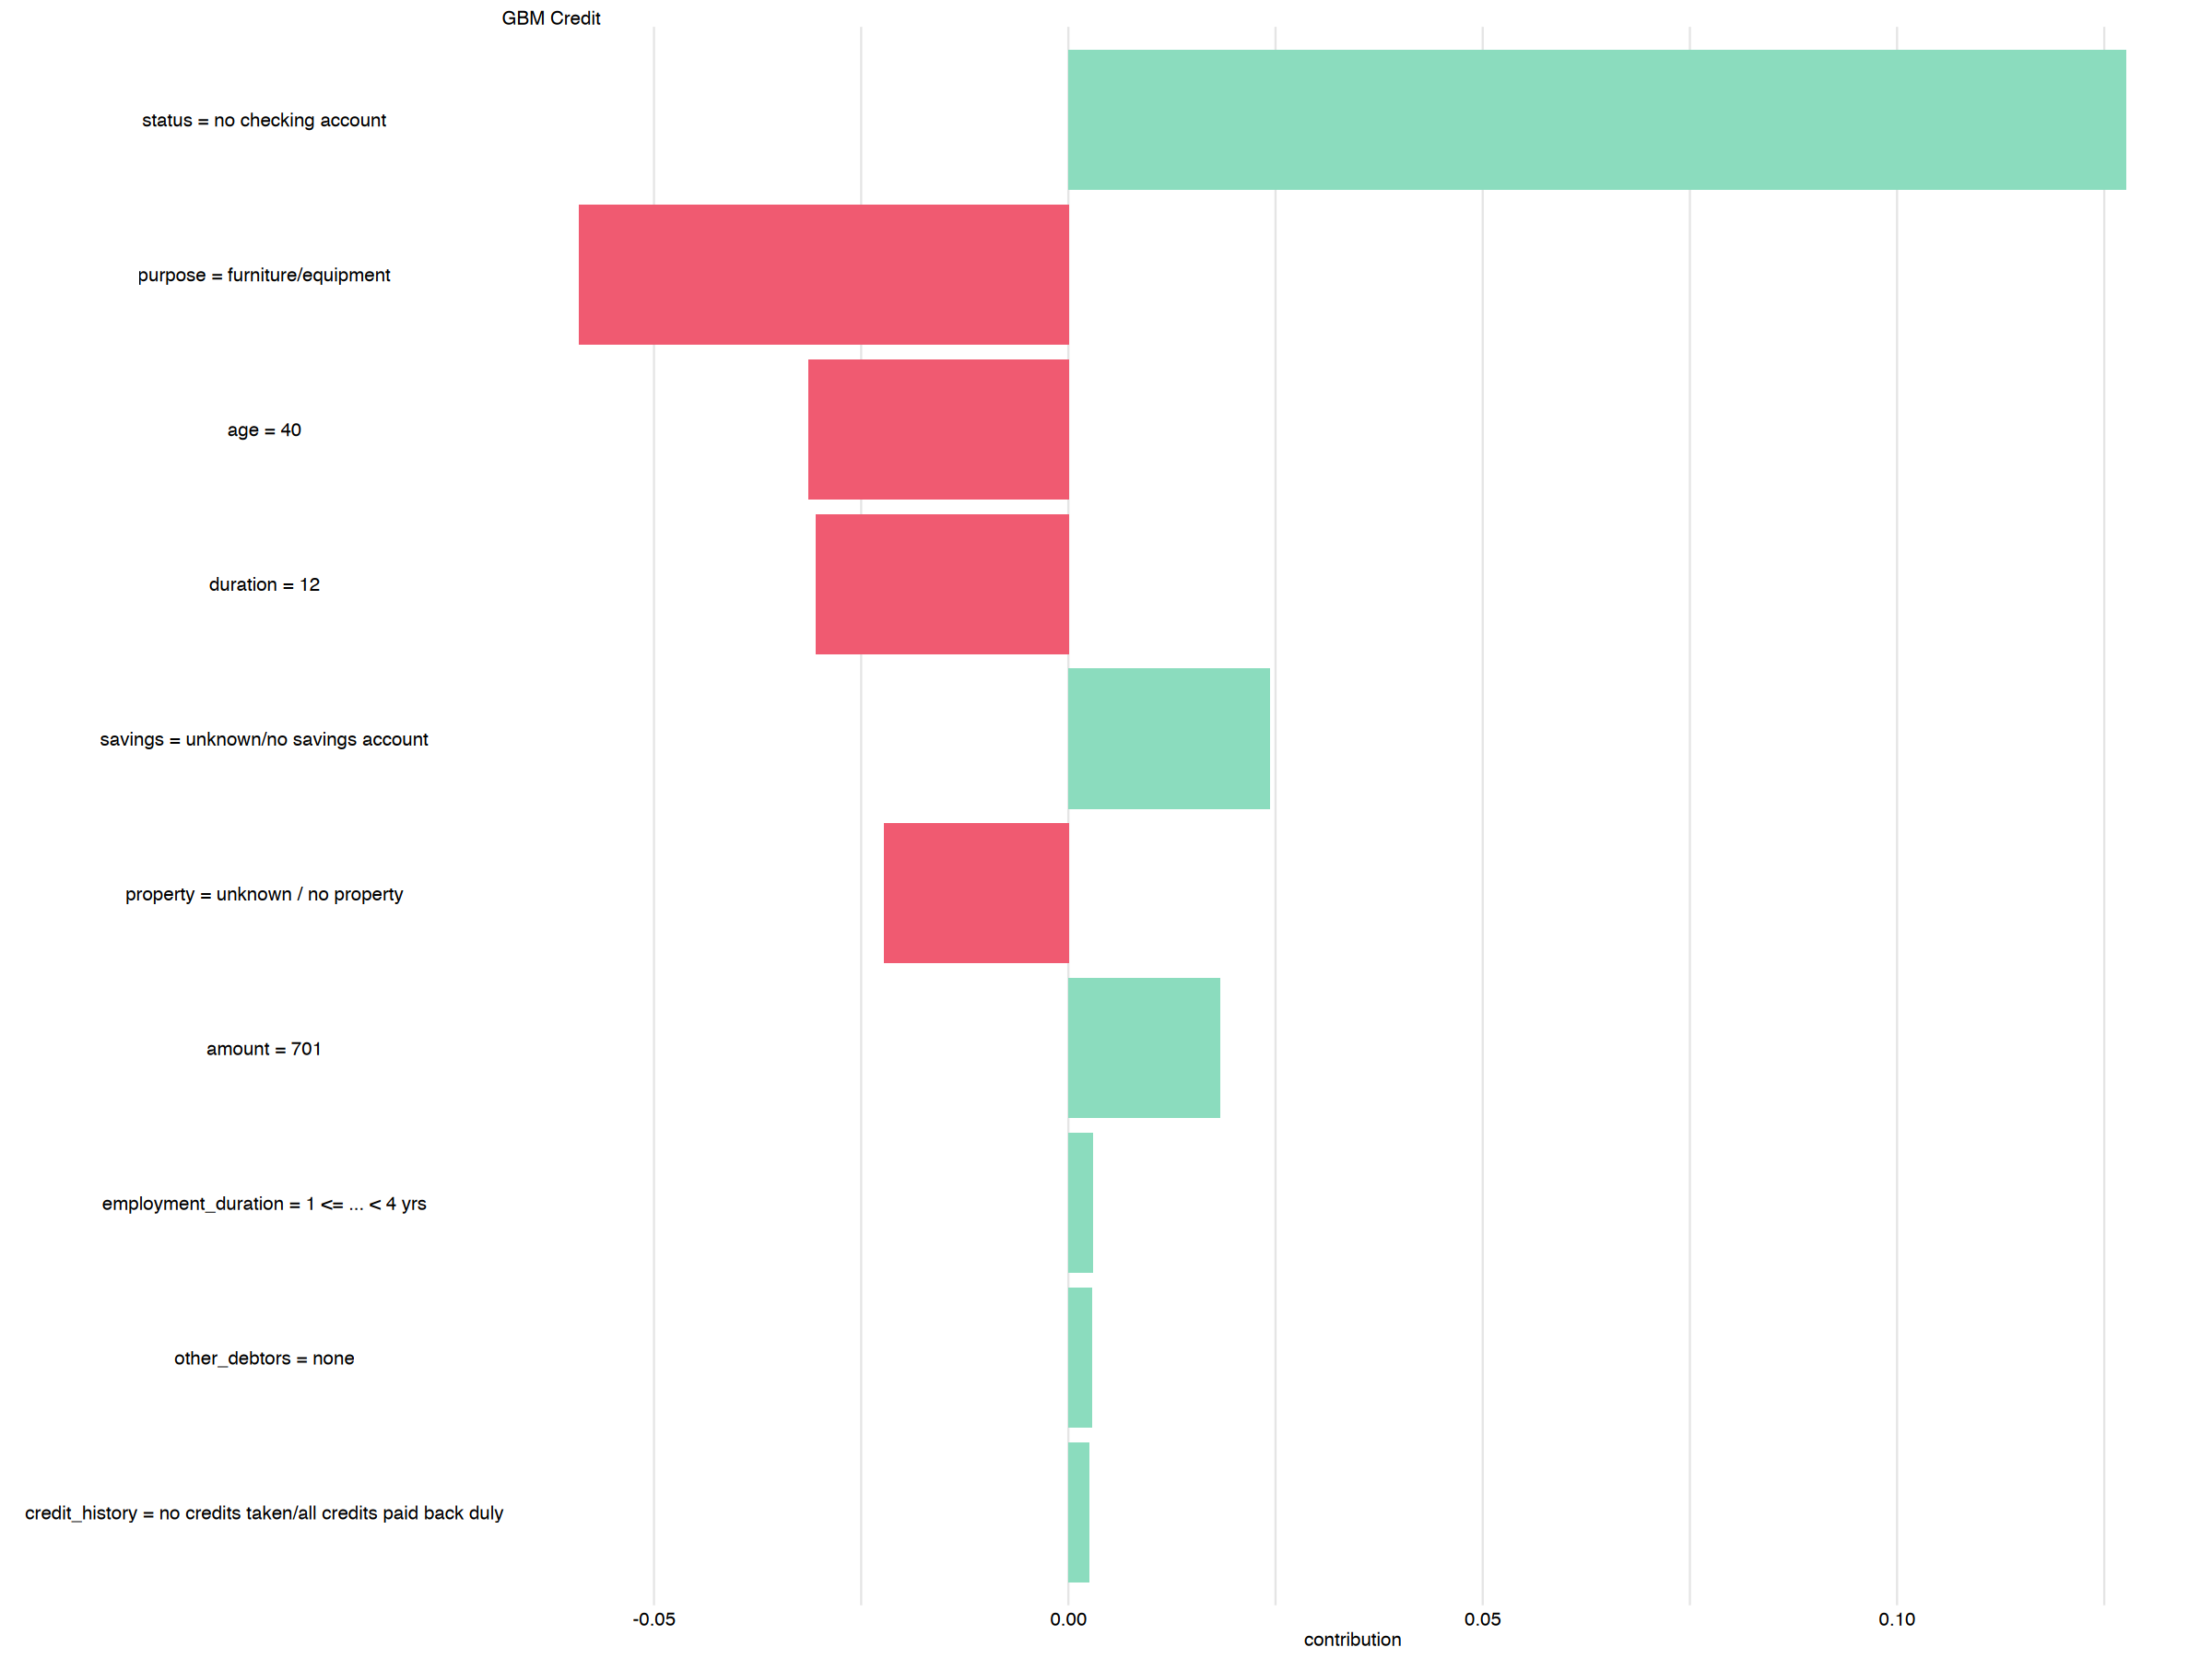 GBM Credit
status = no checking account
purpose = furniture/equipment
age = 40
duration = 12
savings = unknown/no savings account
property = unknown / no property
amount = 701
employment_duration = 1 <= ... < 4 yrs
other_debtors = none
credit_history = no credits taken/all credits paid back duly
-0.05 0.00 0.05 0.10
contribution